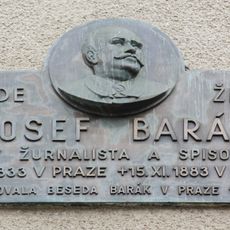 DE Ž
OSEF BARÁ
ŽURNALISTA A SPISO
833 V PRAZE +15.XI.1883 V
OVALA BESEDA BARÁK V PRAZE